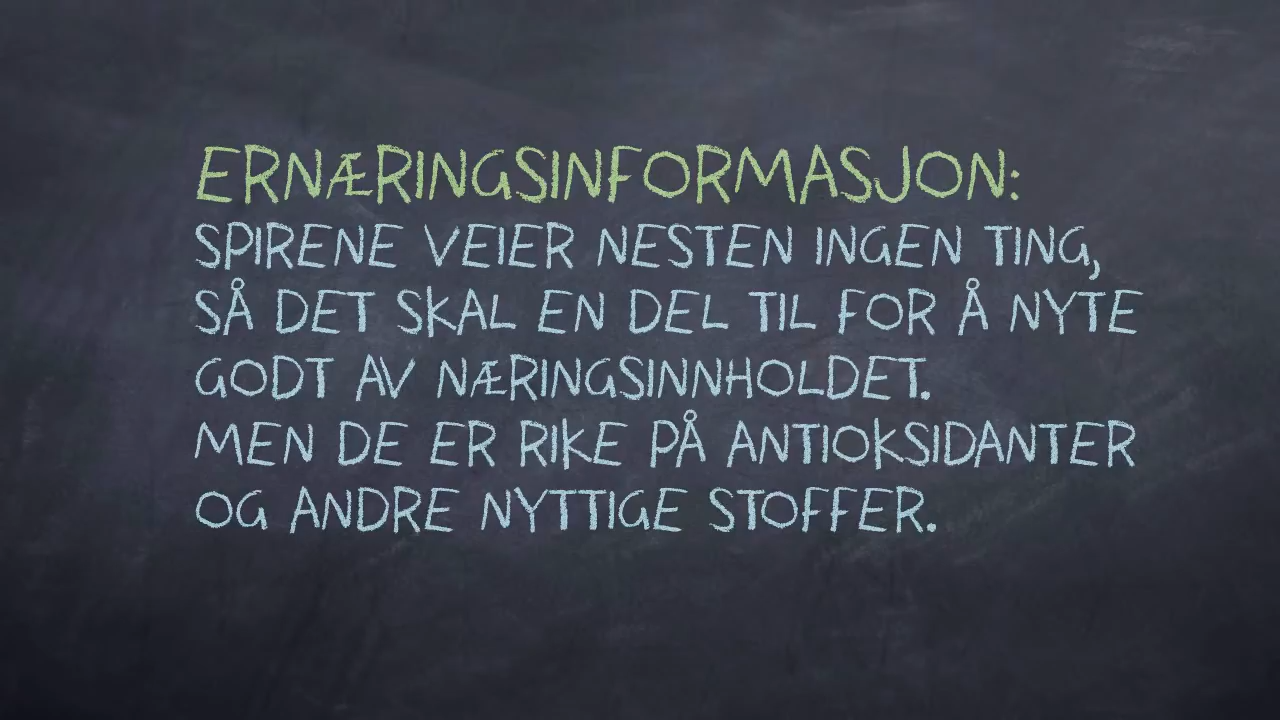 ERNÆRINGSINFORMASJON:
SPIRENE VEIER NESTEN INGEN TING,
SÅ DET SKAL EN DEL TIL FOR Å NYTE
GODT AV NÆRINGSINNHOLDET.
MEN DE ER RIKE PÅ ANTIOKSIDANTER
OG ANDRE NYTTIGE STOFFER.